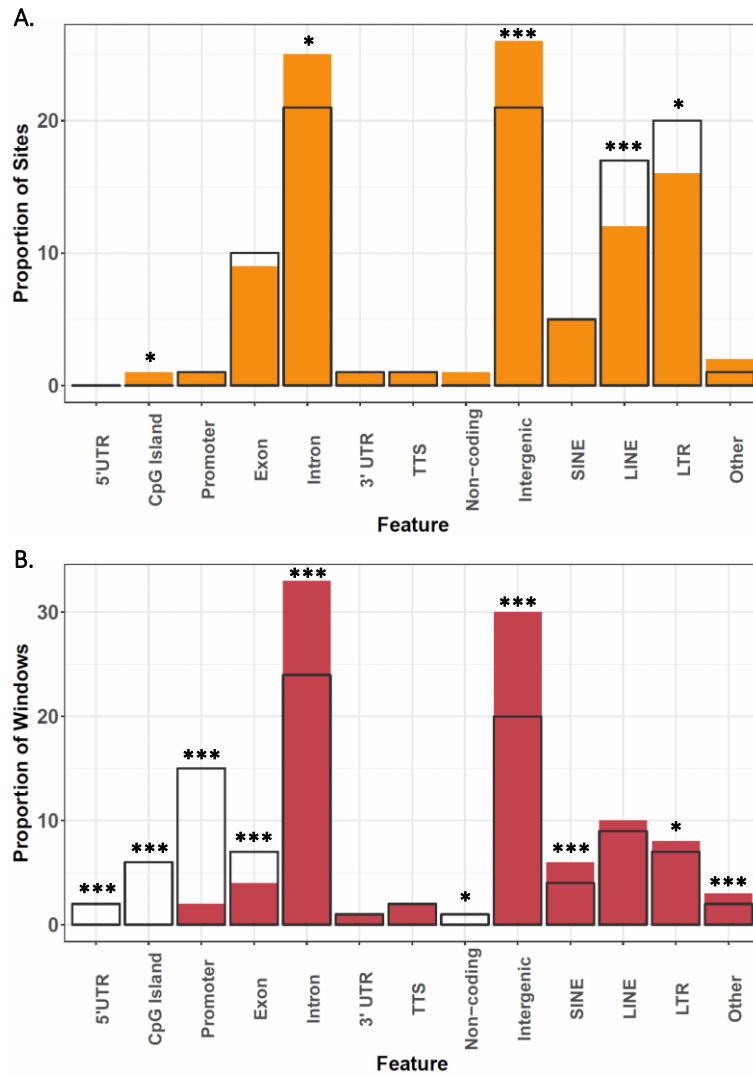 A.
Proportion of Sites
20
10
0
*
*
***
***
*
5'UTR
CpG Island
Promoter
Exon
Intron
3' UTR
TTS
Non−coding
Intergenic
SINE
LINE
LTR
Other
Feature
B.
Proportion of Windows
30
20
10
0
***
***
***
***
***
*
***
***
*
***
5'UTR
CpG Island
Promoter
Exon
Intron
3' UTR
TTS
Non−coding
Intergenic
SINE
LINE
LTR
Other
Feature